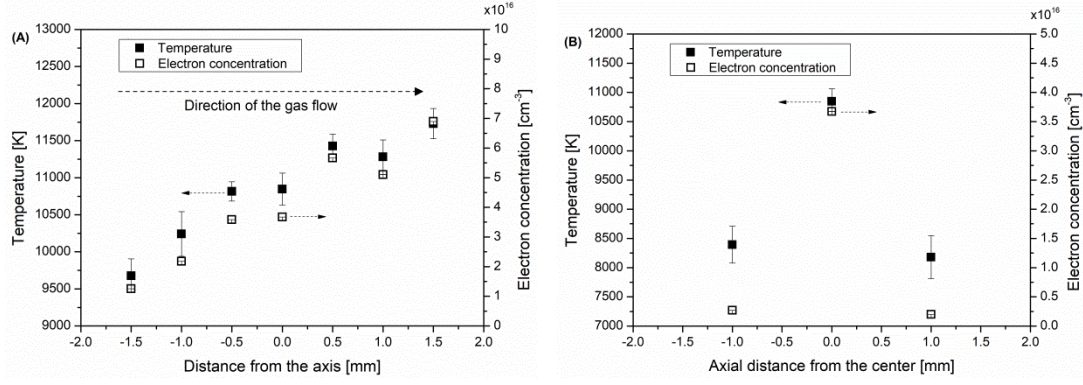 (A)
x10^16
Temperature
Electron concentration
Direction of the gas flow
Temperature [K]
13000
12500
12000
11500
11000
10500
10000
9500
9000
10
9
8
7
6
5
4
3
2
1
0
Electron concentration [cm^-3]
-2.0 -1.5 -1.0 -0.5 0.0 0.5 1.0 1.5 2.0
Distance from the axis [mm]
(B)
x10^16
Temperature
Electron concentration
Temperature [K]
12000
11500
11000
10500
10000
9500
9000
8500
8000
7500
7000
5.0
4.5
4.0
3.5
3.0
2.5
2.0
1.5
1.0
0.5
0.0
Electron concentration [cm^-3]
-2.0 -1.5 -1.0 -0.5 0.0 0.5 1.0 1.5 2.0
Axial distance from the center [mm]